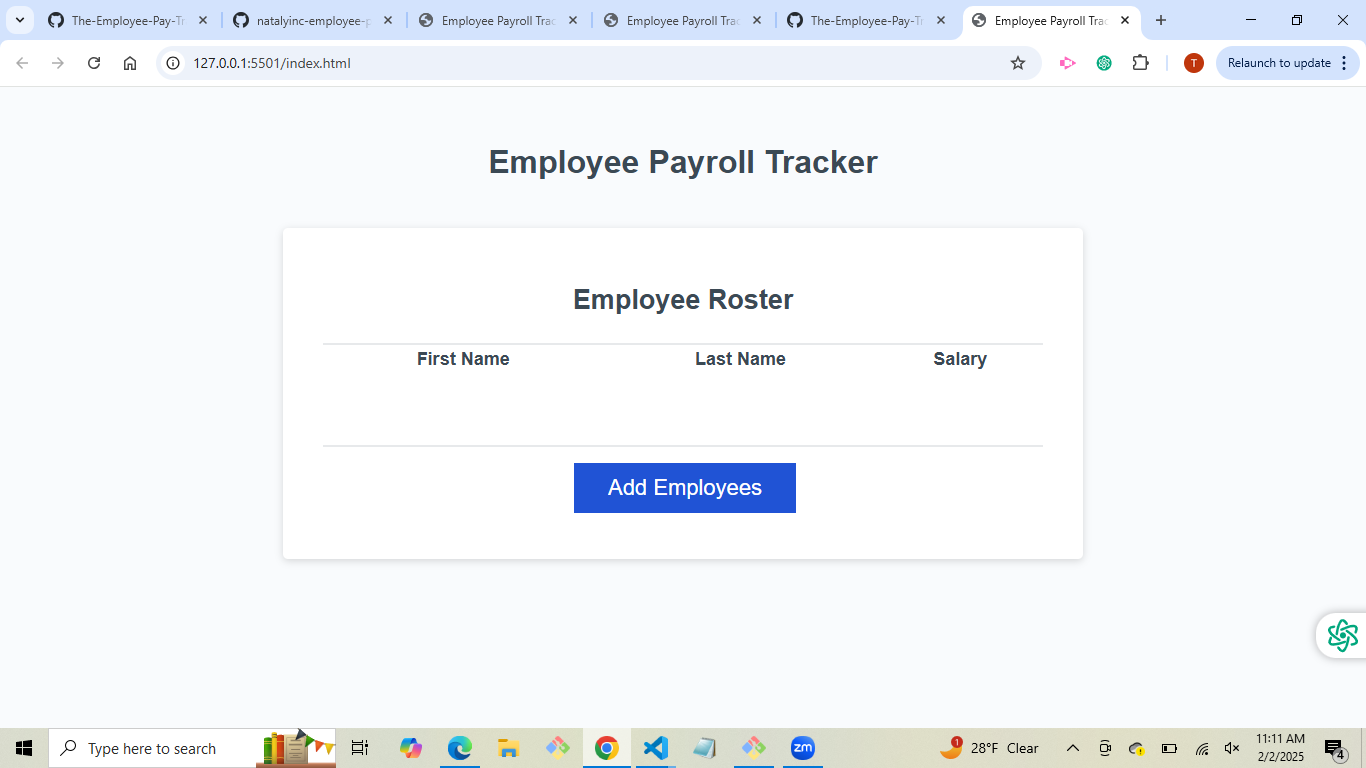 The-Employee-Pay-Tr
natalyinc-employee-p
Employee Payroll Trac
Employee Payroll Trac
The-Employee-Pay-Tr
Employee Payroll Trac
127.0.0.1:5501/index.html
T
Relaunch to update
Employee Payroll Tracker
Employee Roster
First Name Last Name Salary
Add Employees
Type here to search
zm
1
28°F Clear
11:11 AM
2/2/2025
4